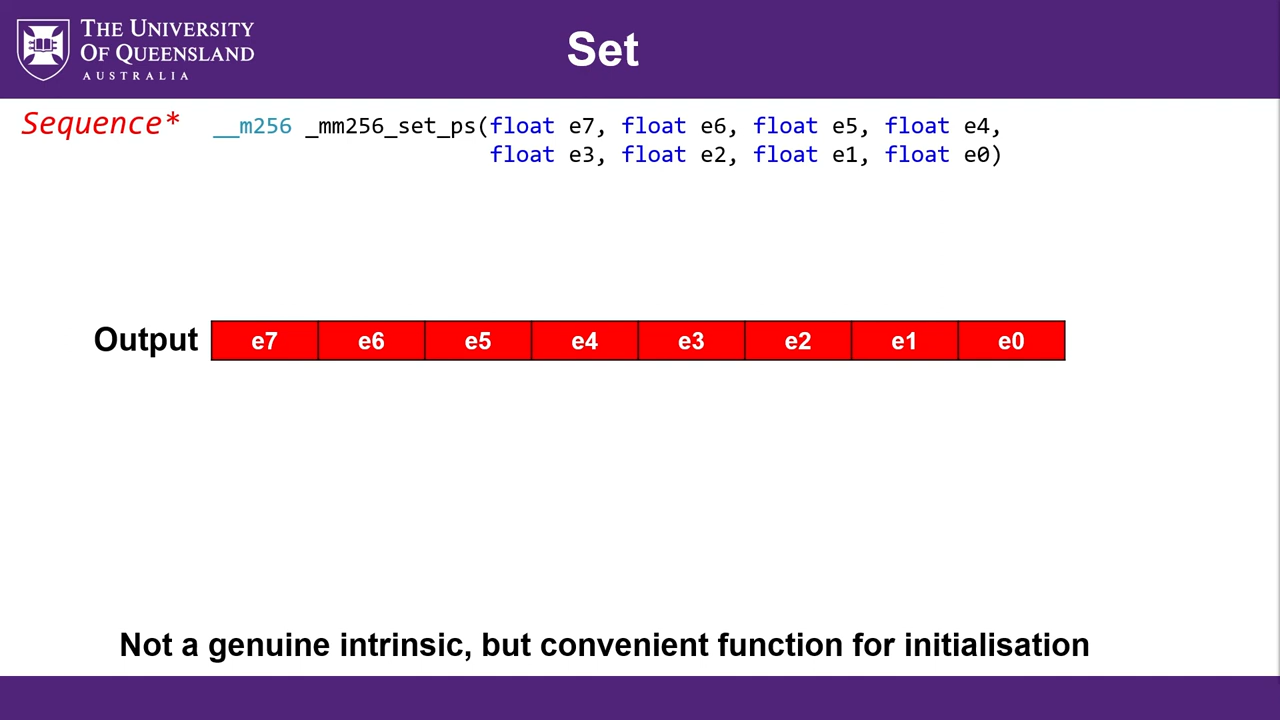 THE UNIVERSITY
OF QUEENSLAND
AUSTRALIA
Set
Sequence* __m256 _mm256_set_ps(float e7, float e6, float e5, float e4,
float e3, float e2, float e1, float e0)
Output e7 e6 e5 e4 e3 e2 e1 e0
Not a genuine intrinsic, but convenient function for initialisation